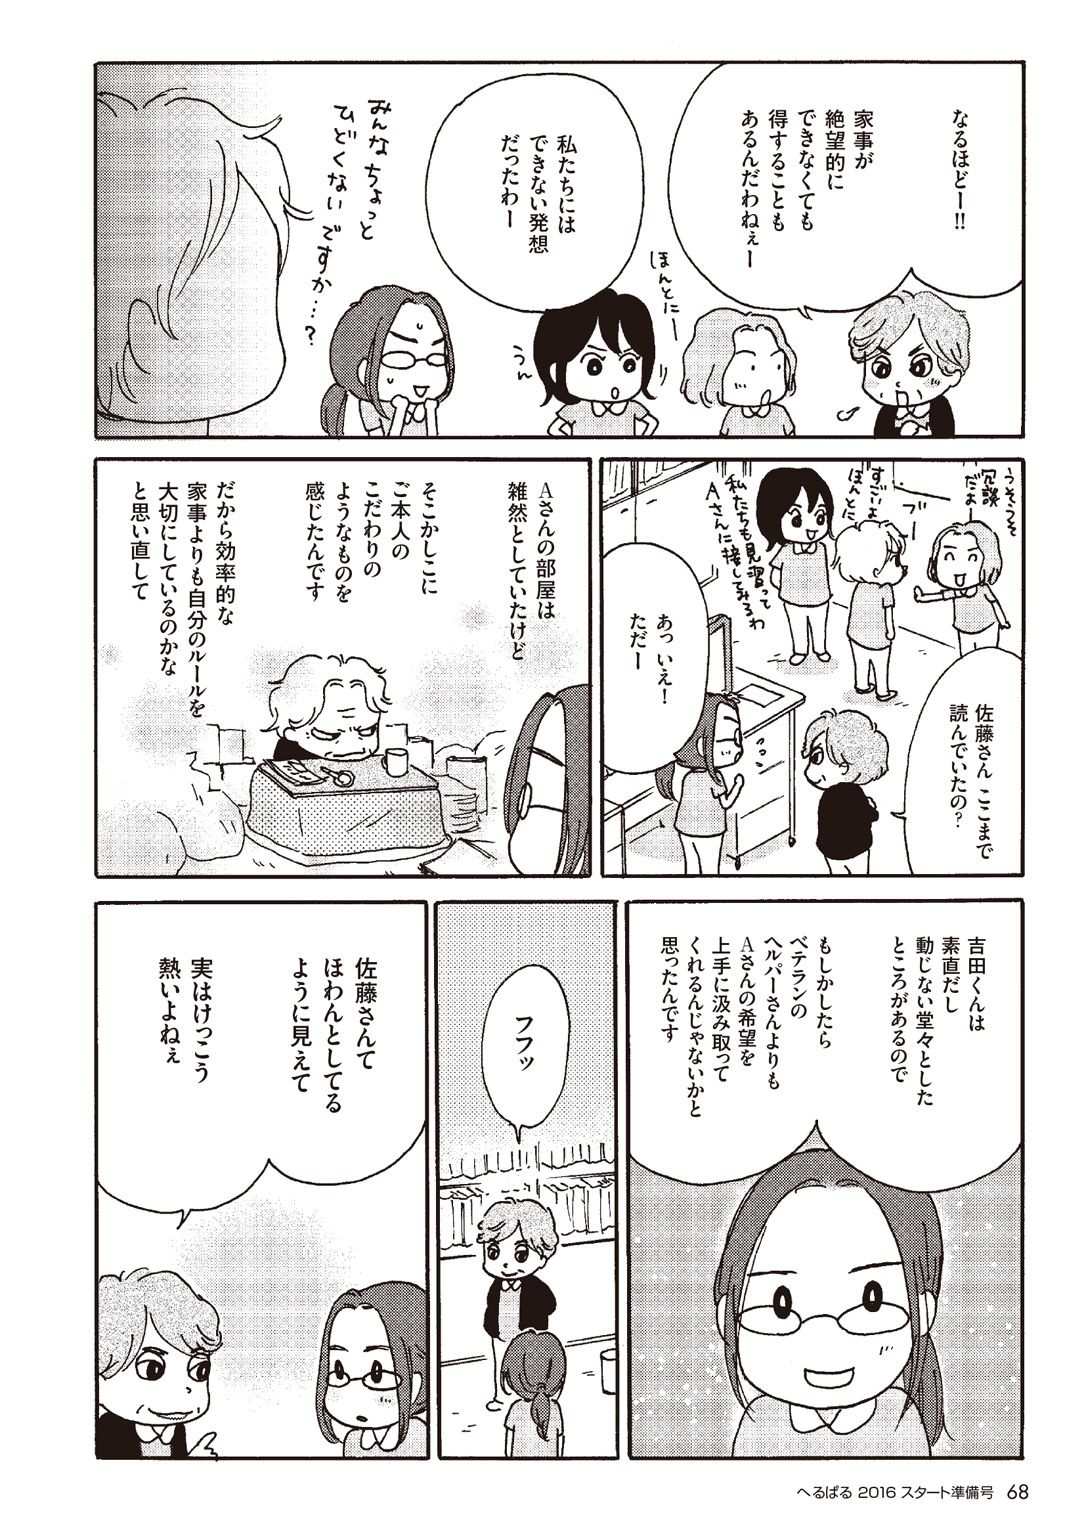 なるほどー!!
家事が
絶望的に
できなくても
得することも
あるんだわねぇー
ほんとにー
私たちには
できない発想
だったわー
うん
みんなちょっと
ひどくない ですか…?
うそうそ
冗談
だよ
すごいよ
ほんとに
私たちも見習って
Aさんに接してみるわ
佐藤さん ここまで
読んでいたの?
あっ いえ!
ただー
Aさんの部屋は
雑然としていたけど
そこかしこに
ご本人の
こだわりの
ようなものを
感じたんです
だから効率的な
家事よりも自分のルールを
大切にしているのかな
と思い直して
吉田くんは
素直だし
動じない堂々とした
ところがあるので
もしかしたら
ベテランの
ヘルパーさんよりも
Aさんの希望を
上手に汲み取って
くれるんじゃないかと
思ったんです
フフッ
佐藤さんて
ほわんとしてる
ように見えて
実はけっこう
熱いよねぇ
へるぱる 2016 スタート準備号 68